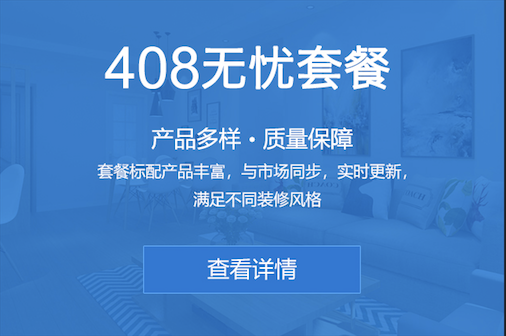 408无忧套餐
产品多样·质量保障
套餐标配产品丰富，与市场同步，实时更新，
满足不同装修风格
查看详情